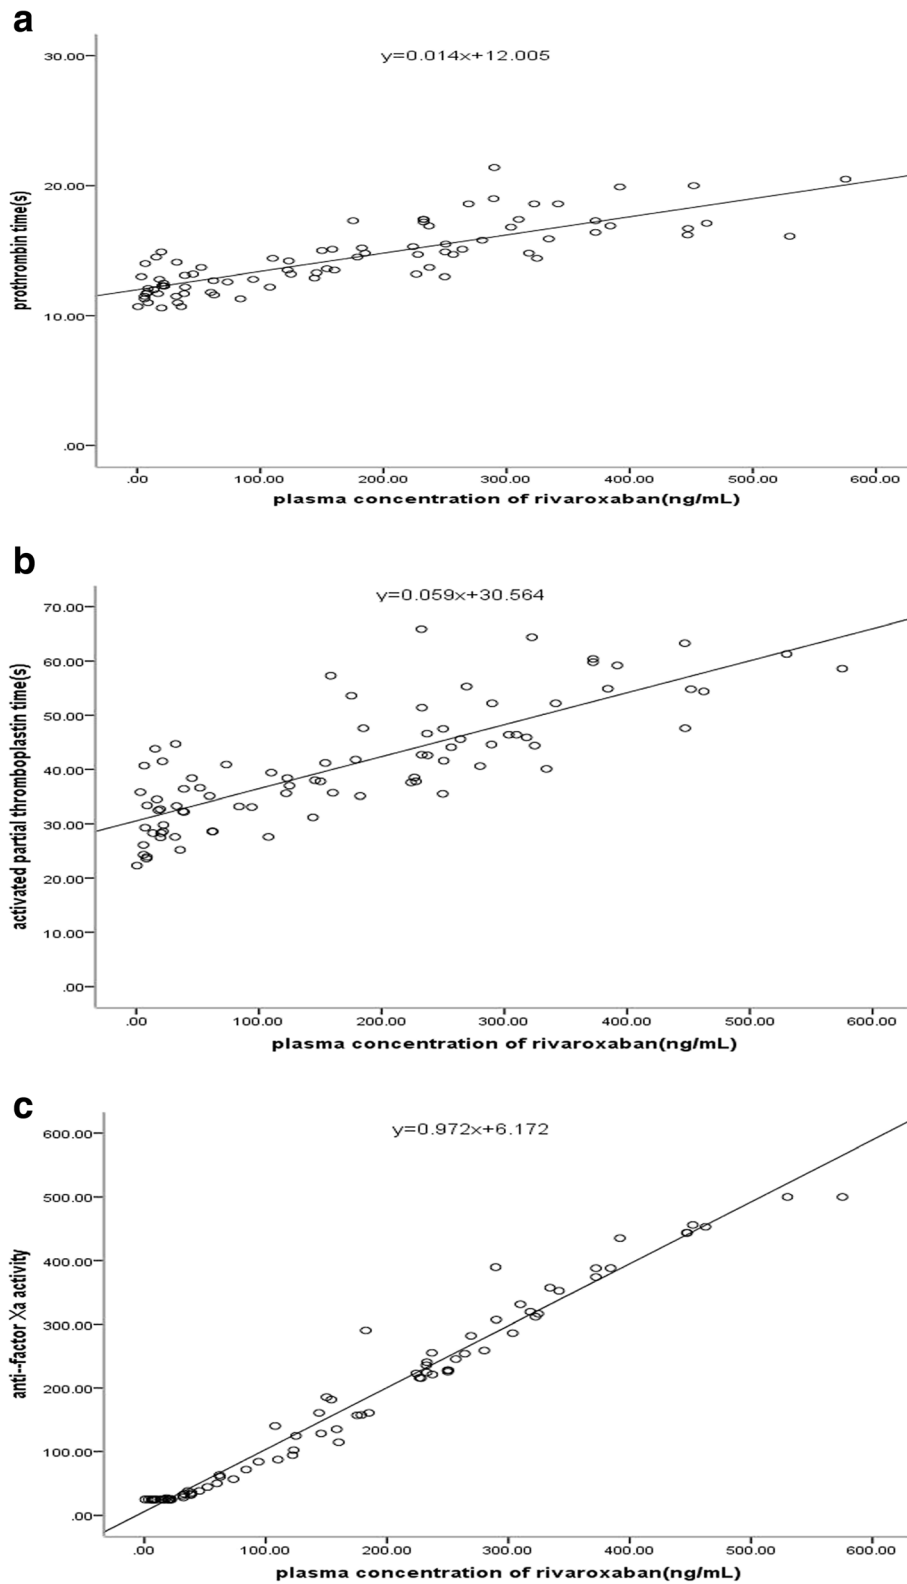 a
y=0.014x+12.005
30.00
20.00
10.00
.00
prothrombin time(s)
.00 100.00 200.00 300.00 400.00 500.00 600.00
plasma concentration of rivaroxaban(ng/mL)
b
y=0.059x+30.564
70.00
60.00
50.00
40.00
30.00
20.00
10.00
.00
activated partial thromboplastin time(s)
.00 100.00 200.00 300.00 400.00 500.00 600.00
plasma concentration of rivaroxaban(ng/mL)
c
y=0.972x+6.172
600.00
500.00
400.00
300.00
200.00
100.00
.00
anti--factor Xa activity
.00 100.00 200.00 300.00 400.00 500.00 600.00
plasma concentration of rivaroxaban(ng/mL)